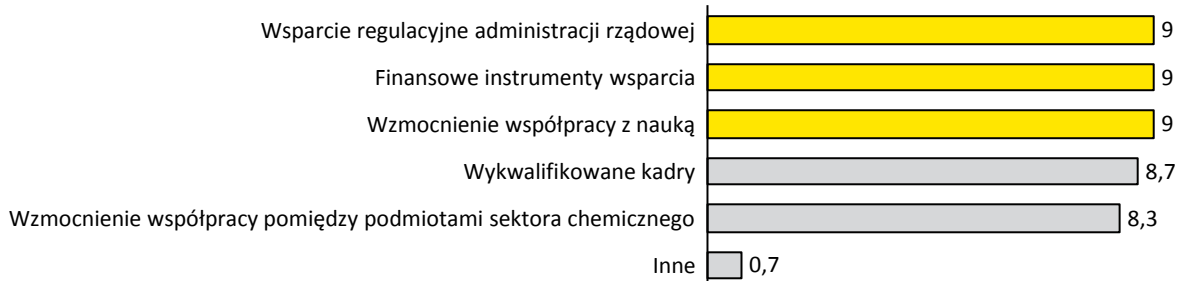 Wsparcie regulacyjne administracji rządowej 9
Finansowe instrumenty wsparcia 9
Wzmocnienie współpracy z nauką 9
Wykwalifikowane kadry 8,7
Wzmocnienie współpracy pomiędzy podmiotami sektora chemicznego 8,3
Inne 0,7